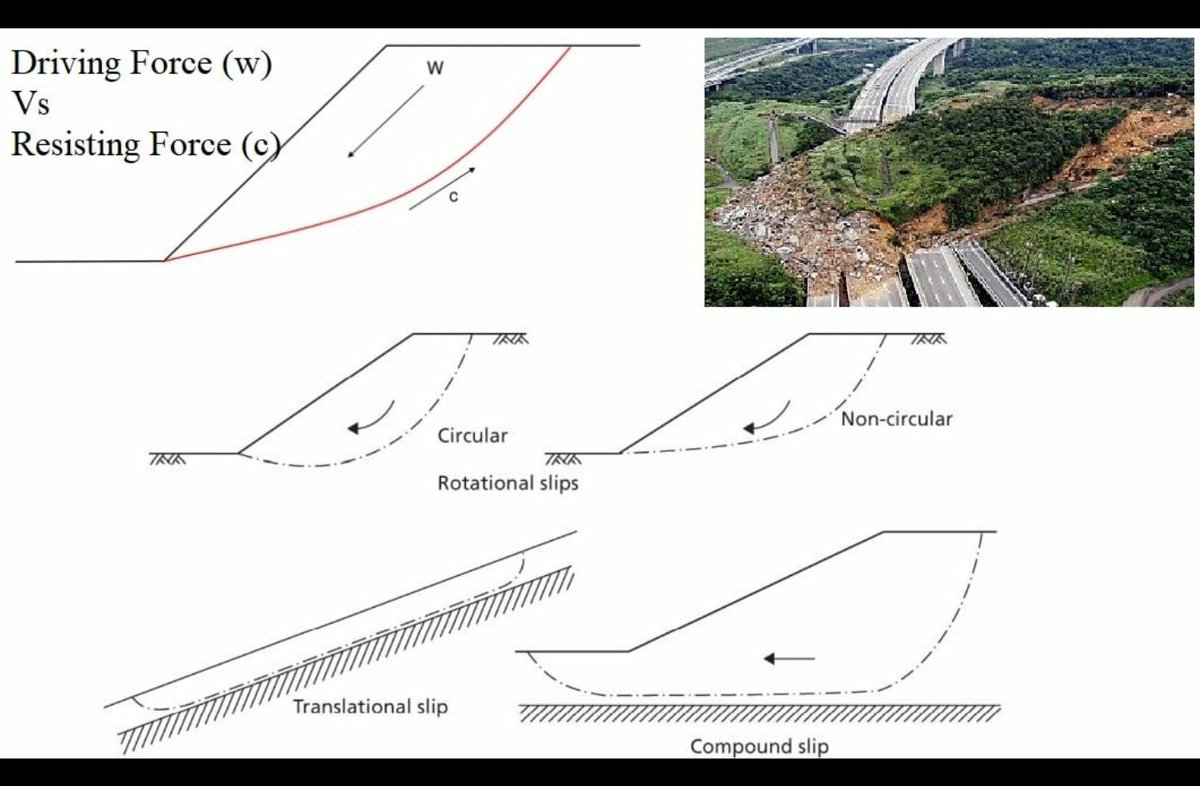 Driving Force (w)
Vs
Resisting Force (c)
W
c
Circular
Non-circular
Rotational slips
Translational slip
Compound slip